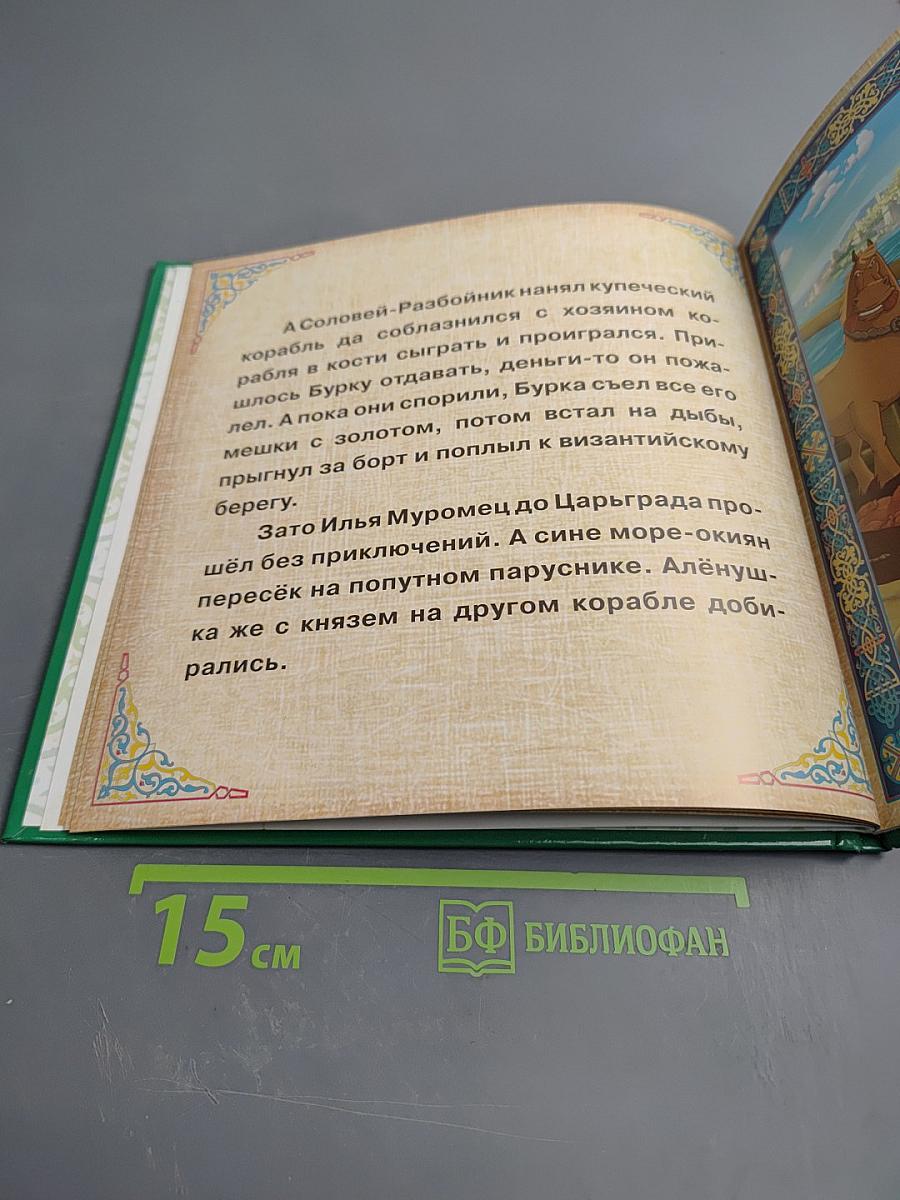 А Соловей-Разбойник нанял купеческий
корабль да соблазнился с хозяином ко-
рабля в кости сыграть и проигрался. При-
шлось Бурку отдавать, деньги-то он пожа-
лел. А пока они спорили, Бурка съел все его
мешки с золотом, потом встал на дыбы,
прыгнул за борт и поплыл к византийскому
берегу.
Зато Илья Муромец до Царьграда про-
шёл без приключений. А сине море-окиян
пересёк на попутном паруснике. Алёнуш-
ка же с князем на другом корабле доби-
рались.
15 см
БФ БИБЛИОФАН